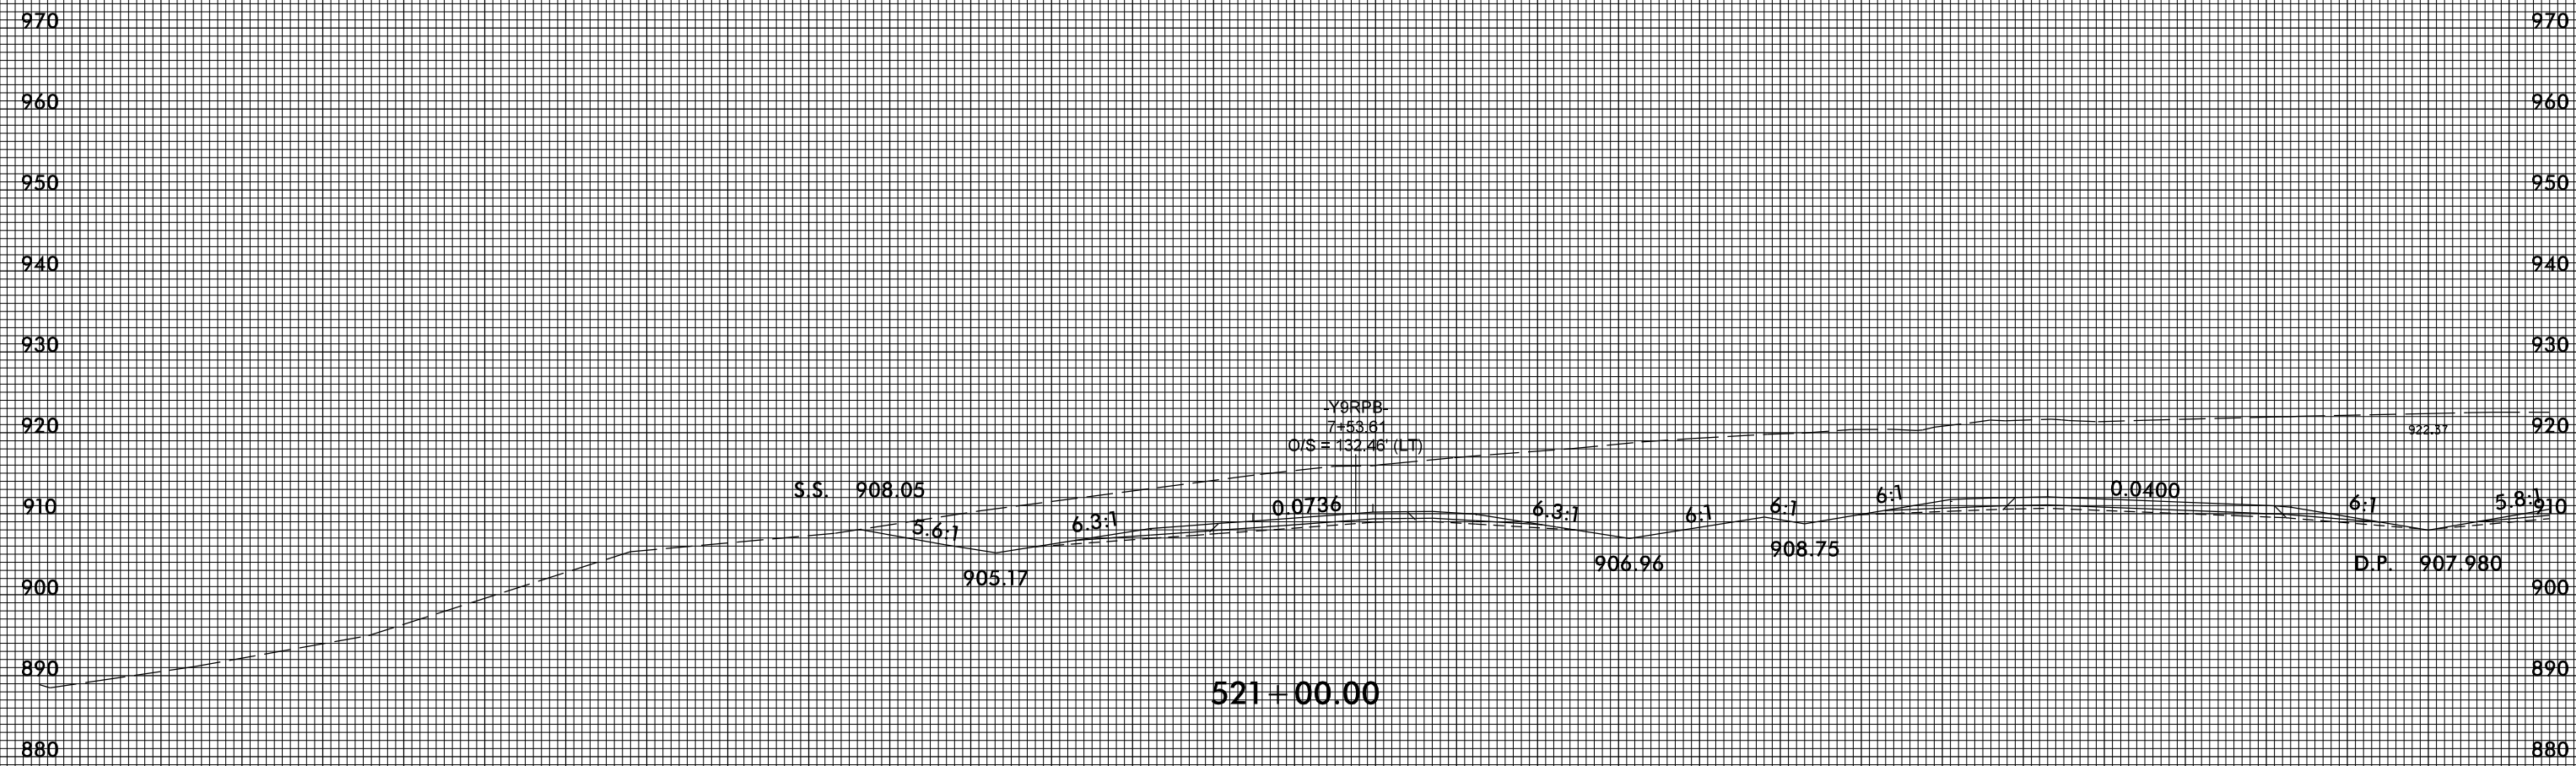 970 970
960 960
950 950
940 940
930 930
-Y9RPB-
920 7+53.61 920
922.37
O/S = 132.46' (LT)
S.S. 908.05 0.0400
910 5.6:1 6.3:1 0.0736 6.3:1 6:1 6:1 6:1 6:1 5.8:1 910
908.75
906.96 D.P. 907.980
905.17
900 900
890 890
521+00.00
880 880